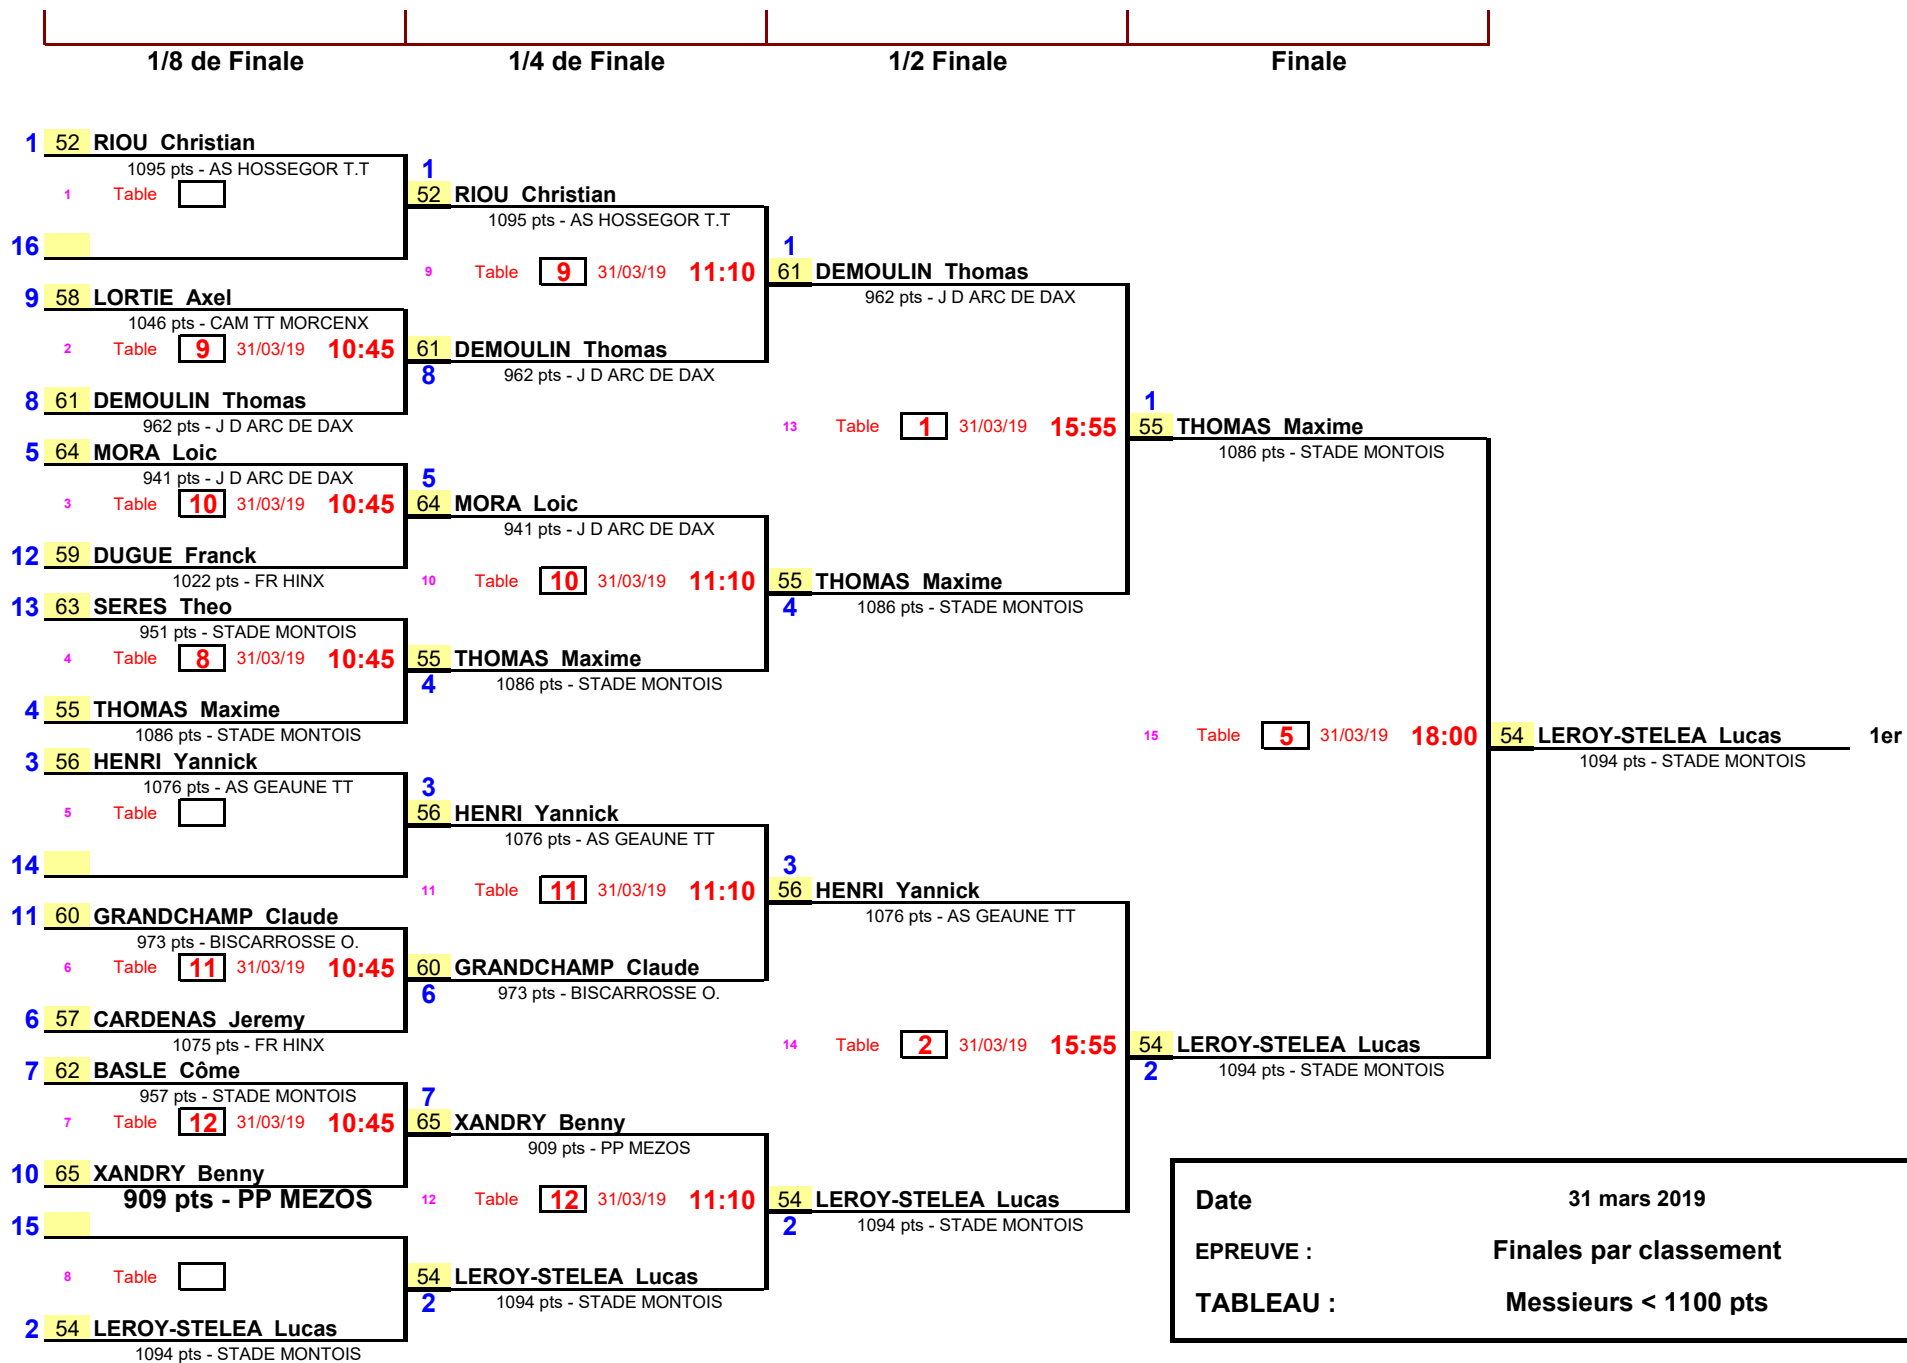 1/8 de Finale 1/4 de Finale 1/2 Finale Finale
1 52 RIOU Christian
1095 pts - AS HOSSEGOR T.T
1 Table
16
9 58 LORTIE Axel
1046 pts - CAM TT MORCENX
2 Table 9 31/03/19 10:45
8 61 DEMOULIN Thomas
962 pts - J D ARC DE DAX
5 64 MORA Loic
941 pts - J D ARC DE DAX
3 Table 10 31/03/19 10:45
12 59 DUGUE Franck
1022 pts - FR HINX
13 63 SERES Theo
951 pts - STADE MONTOIS
4 Table 8 31/03/19 10:45
4 55 THOMAS Maxime
1086 pts - STADE MONTOIS
3 56 HENRI Yannick
1076 pts - AS GEAUNE TT
5 Table
14
11 60 GRANDCHAMP Claude
973 pts - BISCARROSSE O.
6 Table 11 31/03/19 10:45
6 57 CARDENAS Jeremy
1075 pts - FR HINX
7 62 BASLE Côme
957 pts - STADE MONTOIS
7 Table 12 31/03/19 10:45
10 65 XANDRY Benny
909 pts - PP MEZOS
15
8 Table
2 54 LEROY-STELEA Lucas
1094 pts - STADE MONTOIS
1
52 RIOU Christian
1095 pts - AS HOSSEGOR T.T
9 Table 9 31/03/19 11:10
61 DEMOULIN Thomas
8 962 pts - J D ARC DE DAX
5
64 MORA Loic
941 pts - J D ARC DE DAX
10 Table 10 31/03/19 11:10
55 THOMAS Maxime
4 1086 pts - STADE MONTOIS
3
56 HENRI Yannick
1076 pts - AS GEAUNE TT
11 Table 11 31/03/19 11:10
60 GRANDCHAMP Claude
6 973 pts - BISCARROSSE O.
7
65 XANDRY Benny
909 pts - PP MEZOS
12 Table 12 31/03/19 11:10
54 LEROY-STELEA Lucas
2 1094 pts - STADE MONTOIS
1
61 DEMOULIN Thomas
962 pts - J D ARC DE DAX
13 Table 1 31/03/19 15:55
55 THOMAS Maxime
4 1086 pts - STADE MONTOIS
3
56 HENRI Yannick
1076 pts - AS GEAUNE TT
14 Table 2 31/03/19 15:55
54 LEROY-STELEA Lucas
2 1094 pts - STADE MONTOIS
1
55 THOMAS Maxime
1086 pts - STADE MONTOIS
15 Table 5 31/03/19 18:00
54 LEROY-STELEA Lucas
2 1094 pts - STADE MONTOIS
54 LEROY-STELEA Lucas 1er
1094 pts - STADE MONTOIS
Date 31 mars 2019
EPREUVE : Finales par classement
TABLEAU : Messieurs < 1100 pts